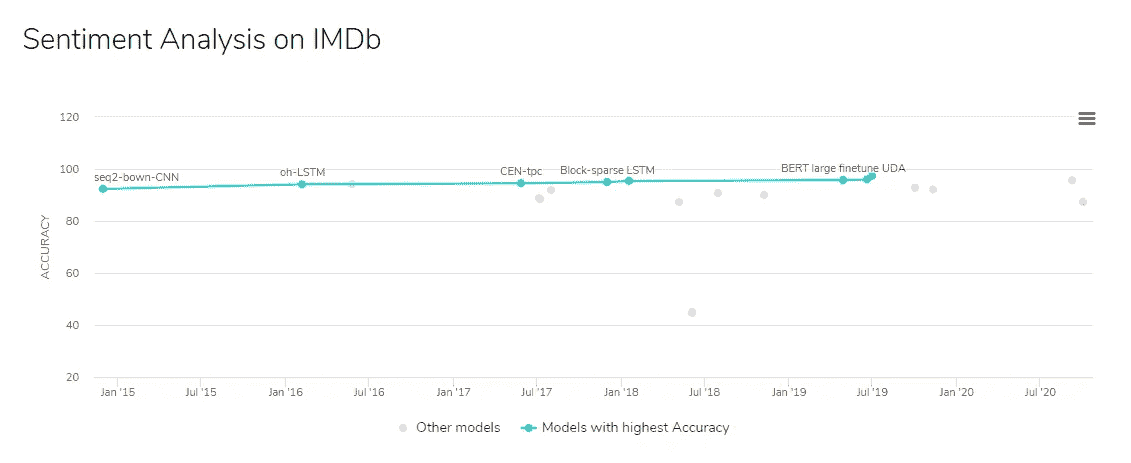 Sentiment Analysis on IMDb
120
100
80
60
40
20
ACCURACY
seq2-bown-CNN
oh-LSTM
CEN-tpc
Block-sparse LSTM
BERT large finetune UDA
Jan '15
Jul '15
Jan '16
Jul '16
Jan '17
Jul '17
Jan '18
Jul '18
Jan '19
Jul '19
Jan '20
Jul '20
Other models
Models with highest Accuracy